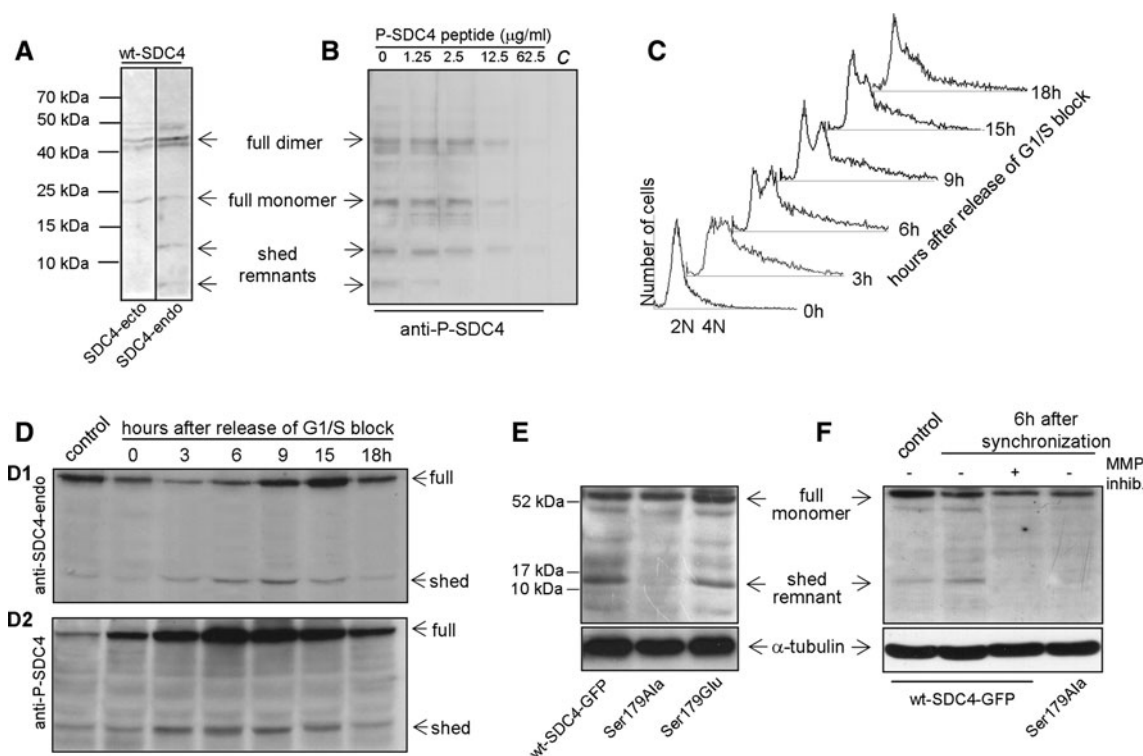 A
wt-SDC4
70 kDa
50 kDa
40 kDa
25 kDa
15 kDa
10 kDa
SDC4-ecto
SDC4-endo
full dimer
full monomer
shed
remnants
B
P-SDC4 peptide (μg/ml)
0 1.25 2.5 12.5 62.5 C
anti-P-SDC4
C
Number of cells
2N 4N
0h
3h
6h
9h
15h
18h
hours after release of G1/S block
D
control
hours after release of G1/S block
0 3 6 9 15 18h
D1
anti-SDC4-endo
full
shed
D2
anti-P-SDC4
full
shed
E
52 kDa
17 kDa
10 kDa
wt-SDC4-GFP
Ser179Ala
Ser179Glu
full
monomer
shed
remnant
α-tubulin
F
control
6h after
synchronization
- - + -
MMP
inhib.
wt-SDC4-GFP
Ser179Ala